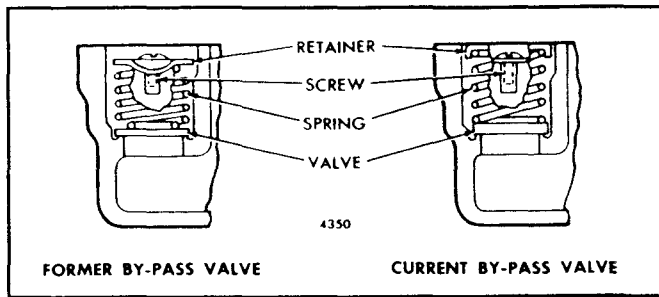 RETAINER
SCREW
SPRING
VALVE
4350
FORMER BY-PASS VALVE
CURRENT BY-PASS VALVE